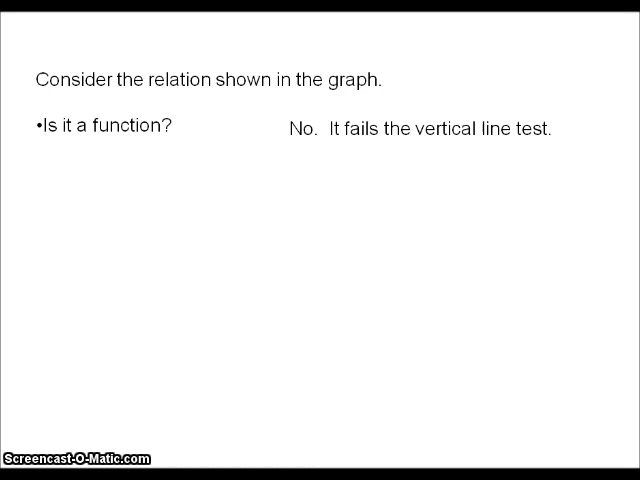 Consider the relation shown in the graph.
•Is it a function?
No.  It fails the vertical line test.
Screencast-O-Matic.com